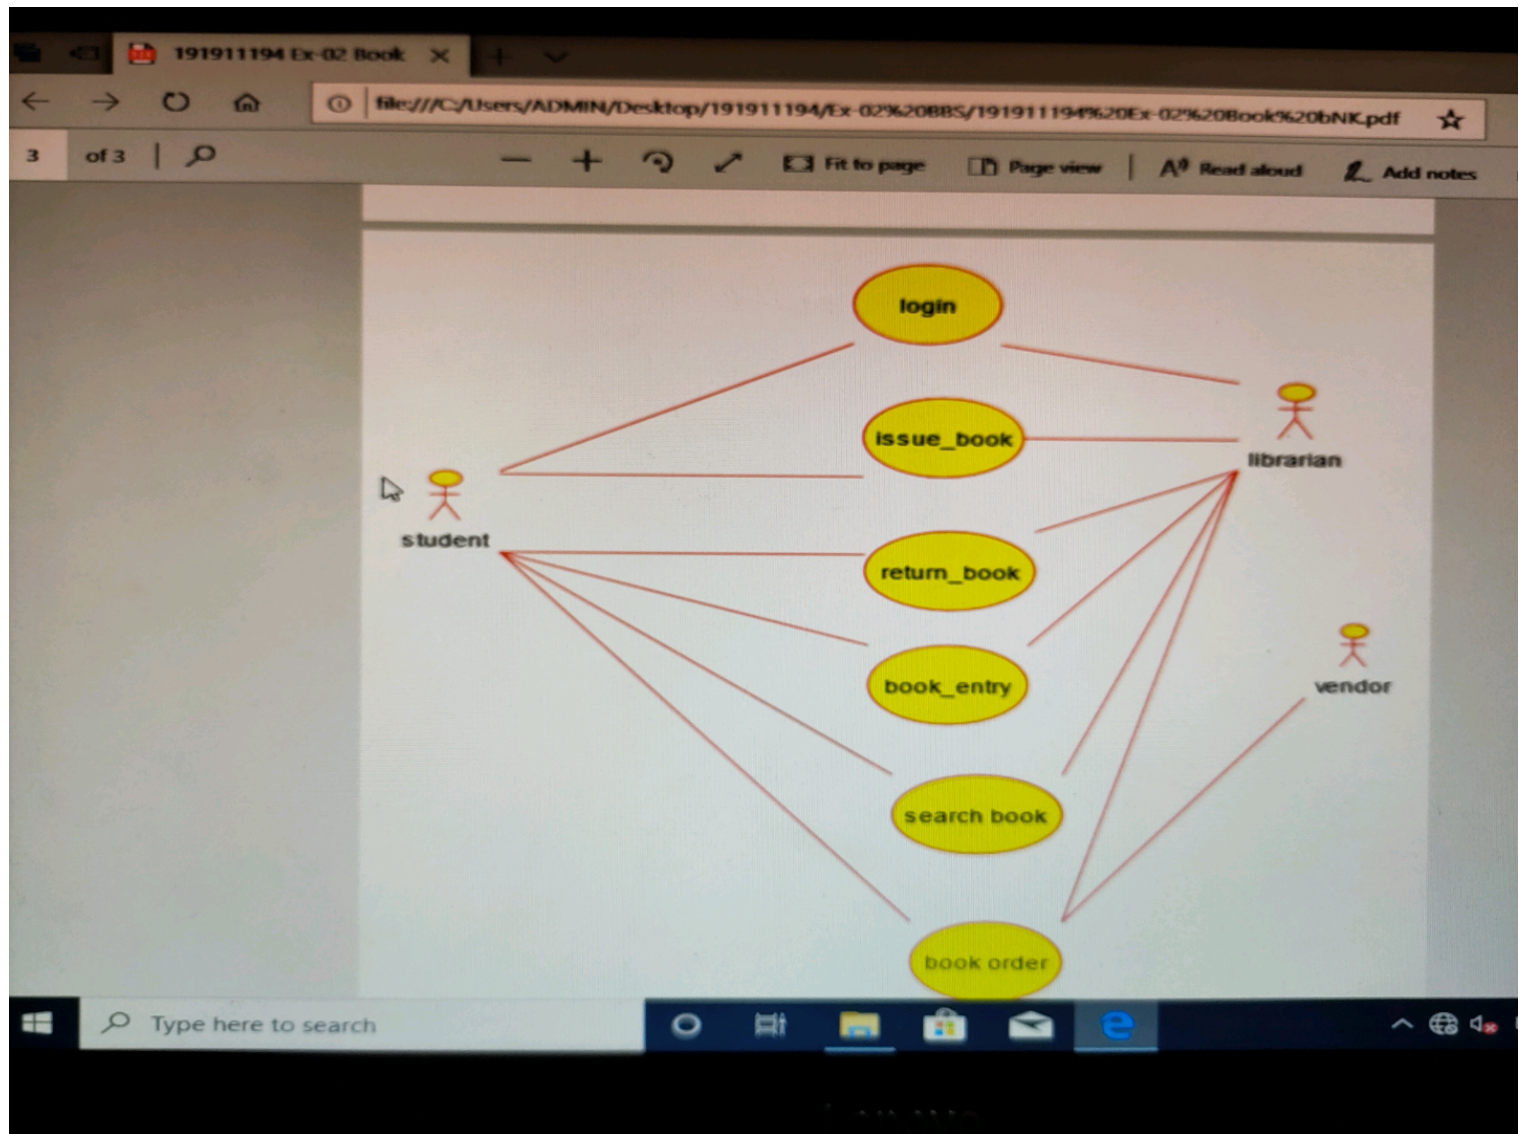 191911194 Ex-02 Book
file:///C:/Users/ADMIN/Desktop/191911194/Ex-02%20BBS/191911194%20Ex-02%20Book%20bNK.pdf
3 of 3 Fit to page Page view Read aloud Add notes
login
issue_book
librarian
student
return_book
book_entry
vendor
search book
book order
Type here to search